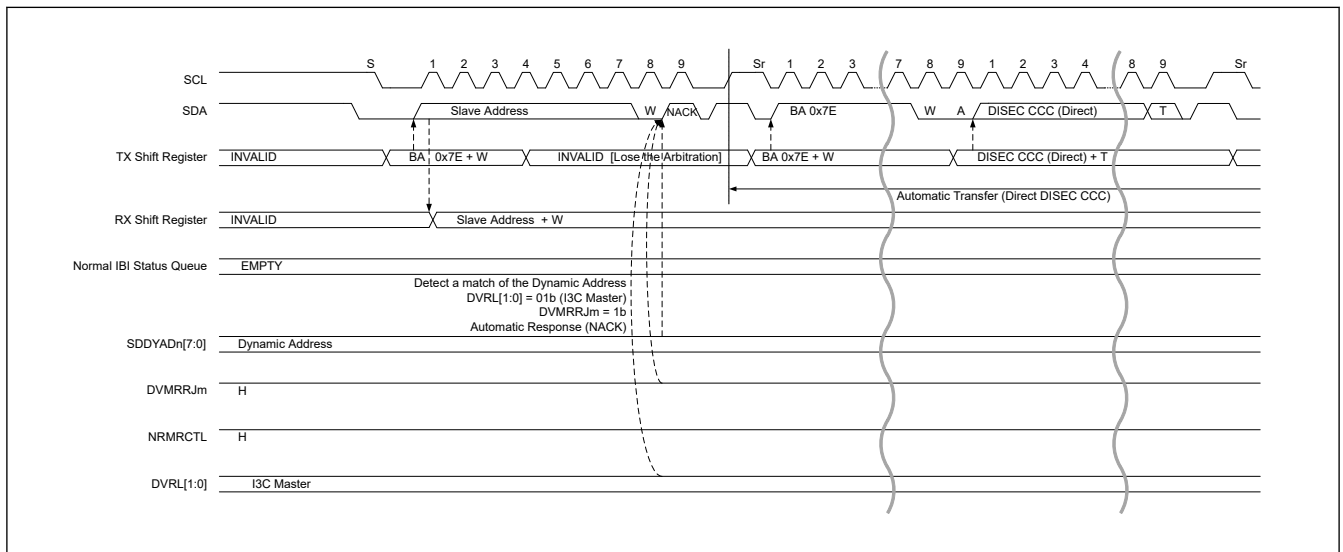 S 1 2 3 4 5 6 7 8 9 Sr 1 2 3 7 8 9 1 2 3 4 8 9 Sr
SCL
SDA Slave Address W NACK BA 0x7E W A DISEC CCC (Direct) T
TX Shift Register INVALID BA 0x7E + W INVALID [Lose the Arbitration] BA 0x7E + W DISEC CCC (Direct) + T
Automatic Transfer (Direct DISEC CCC)
RX Shift Register INVALID Slave Address + W
Normal IBI Status Queue EMPTY
Detect a match of the Dynamic Address
DVRL[1:0] = 01b (I3C Master)
DVMRRJm = 1b
Automatic Response (NACK)
SDDYADn[7:0] Dynamic Address
DVMRRJm H
NRMRCTL H
DVRL[1:0] I3C Master